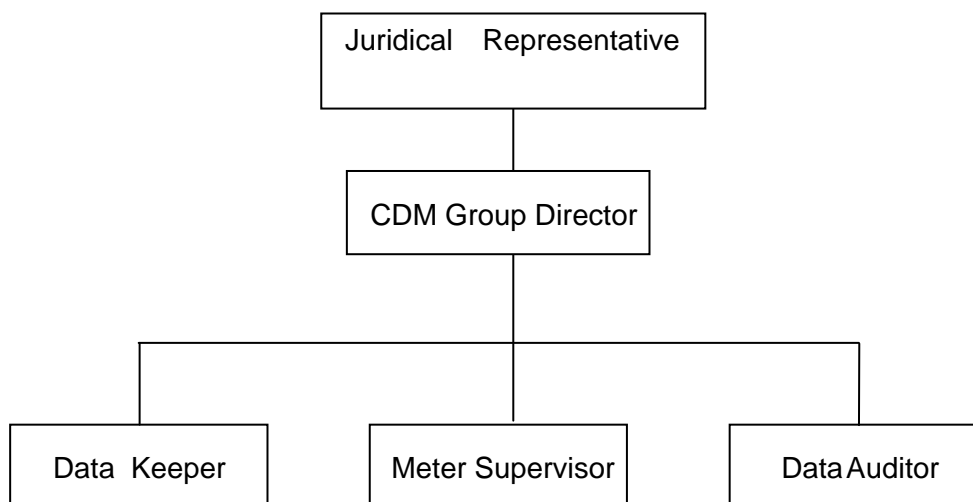 Juridical Representative
CDM Group Director
Data Keeper
Meter Supervisor
Data Auditor